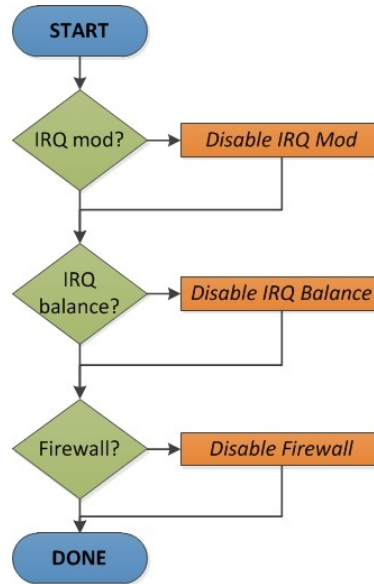 START
IRQ mod?
Disable IRQ Mod
IRQ
balance?
Disable IRQ Balance
Firewall?
Disable Firewall
DONE